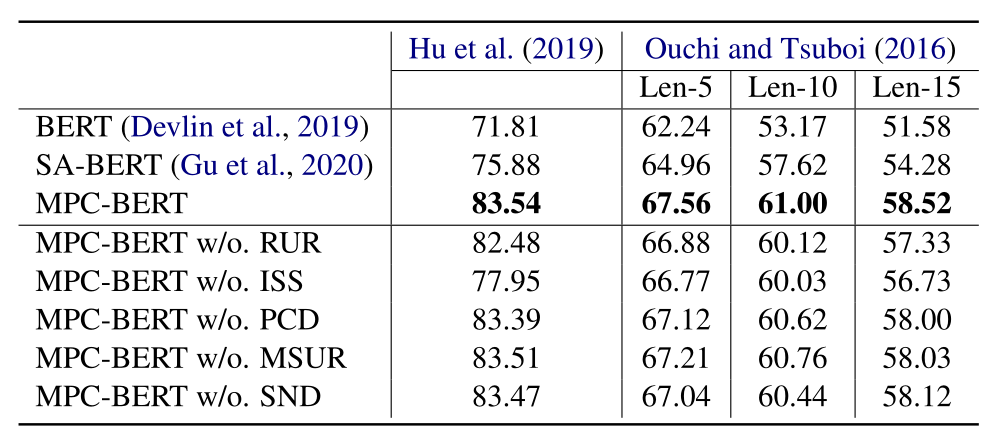 Hu et al. (2019) Ouchi and Tsuboi (2016)
Len-5 Len-10 Len-15
BERT (Devlin et al., 2019) 71.81 62.24 53.17 51.58
SA-BERT (Gu et al., 2020) 75.88 64.96 57.62 54.28
MPC-BERT 83.54 67.56 61.00 58.52
MPC-BERT w/o. RUR 82.48 66.88 60.12 57.33
MPC-BERT w/o. ISS 77.95 66.77 60.03 56.73
MPC-BERT w/o. PCD 83.39 67.12 60.62 58.00
MPC-BERT w/o. MSUR 83.51 67.21 60.76 58.03
MPC-BERT w/o. SND 83.47 67.04 60.44 58.12